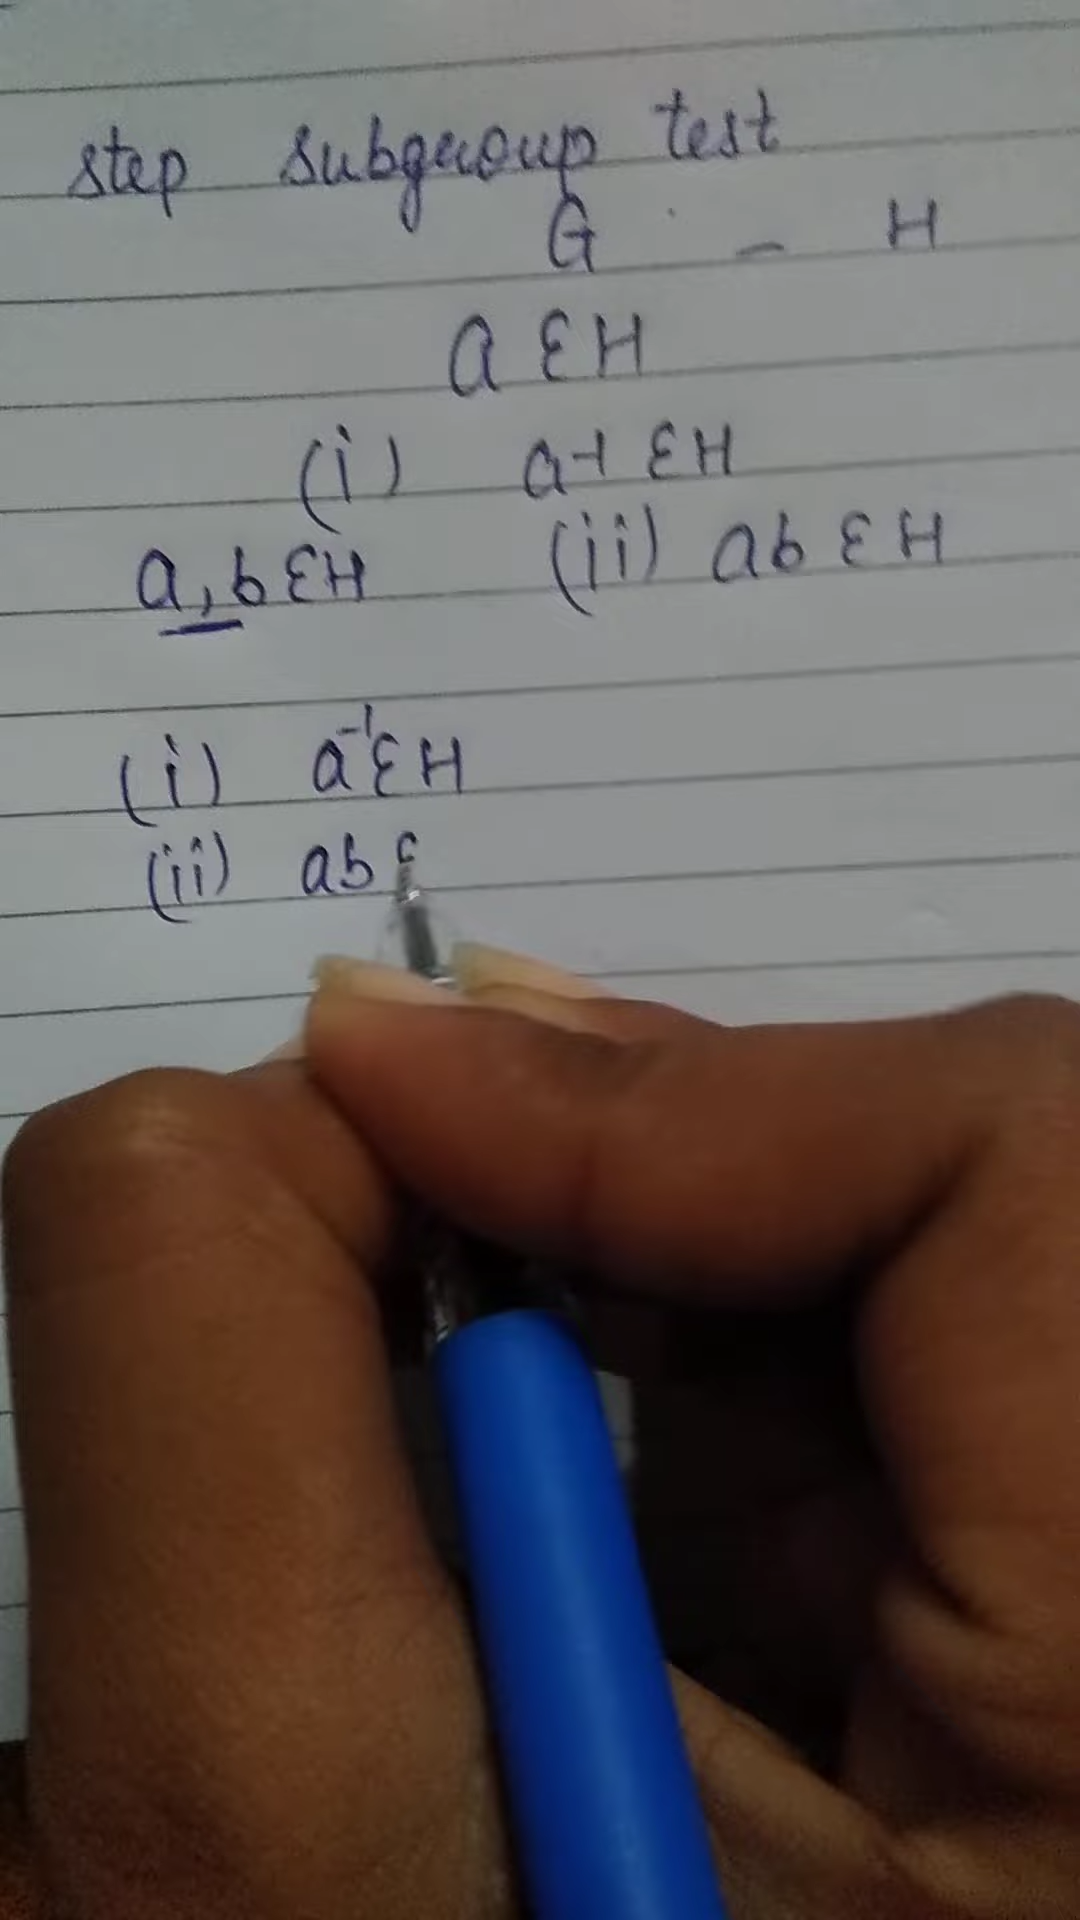 step subgroup test
G - H
a ∈ H
(i) a-1 ∈ H
a, b ∈ H (ii) ab ∈ H
(i) a⁻¹ ∈ H
(ii) ab